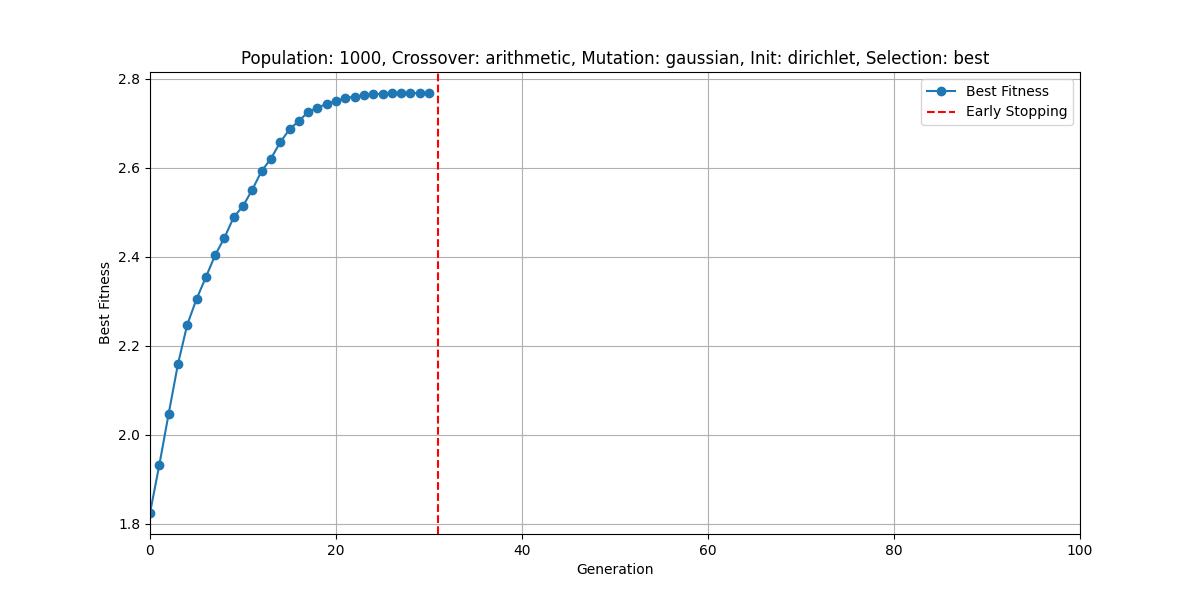 Population: 1000, Crossover: arithmetic, Mutation: gaussian, Init: dirichlet, Selection: best
Best Fitness
Early Stopping
2.8
2.6
2.4
2.2
2.0
1.8
Best Fitness
0 20 40 60 80 100
Generation